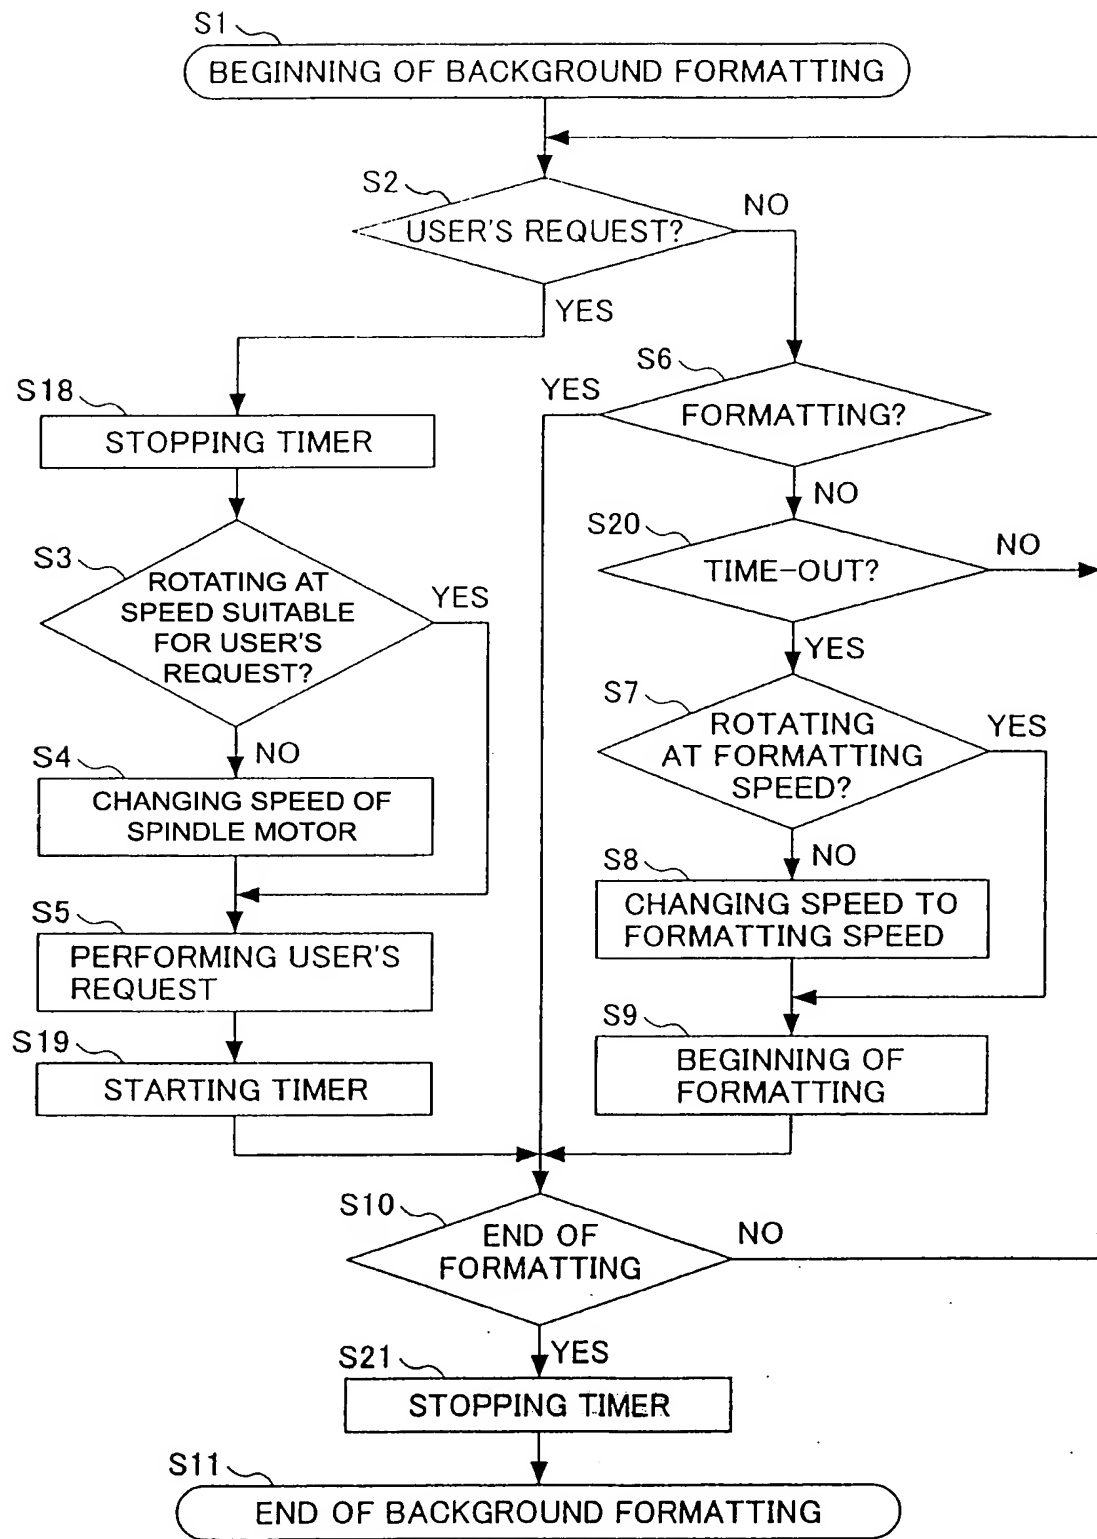 S1
BEGINNING OF BACKGROUND FORMATTING
S2
USER'S REQUEST?
NO
YES
S18
STOPPING TIMER
S6
YES
FORMATTING?
NO
S3
ROTATING AT
SPEED SUITABLE
FOR USER'S
REQUEST?
YES
NO
S20
TIME-OUT?
NO
YES
S4
CHANGING SPEED OF
SPINDLE MOTOR
S7
ROTATING
AT FORMATTING
SPEED?
YES
NO
S5
PERFORMING USER'S
REQUEST
S8
CHANGING SPEED TO
FORMATTING SPEED
S19
STARTING TIMER
S9
BEGINNING OF
FORMATTING
S10
END OF
FORMATTING
NO
YES
S21
STOPPING TIMER
S11
END OF BACKGROUND FORMATTING